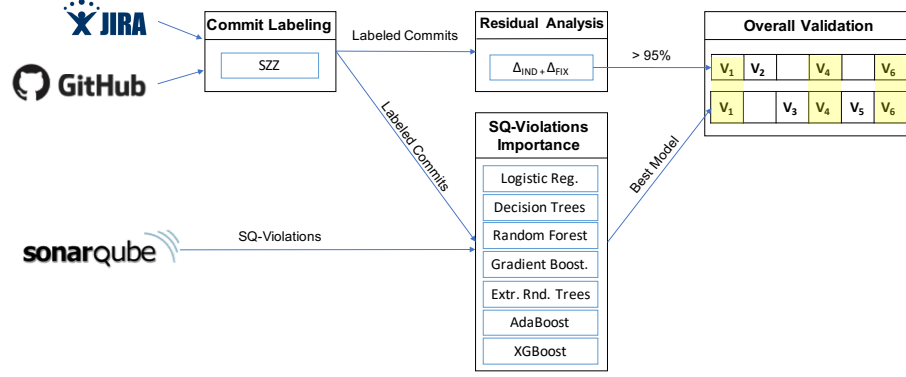 JIRA
GitHub
sonarqube
Commit Labeling
SZZ
Labeled Commits
Labeled Commits
SQ-Violations
Residual Analysis
Δ_IND + Δ_FIX
> 95%
SQ-Violations
Importance
Logistic Reg.
Decision Trees
Random Forest
Gradient Boost.
Extr. Rnd. Trees
AdaBoost
XGBoost
Best Model
Overall Validation
V1 V2 V4 V6
V1 V3 V4 V5 V6